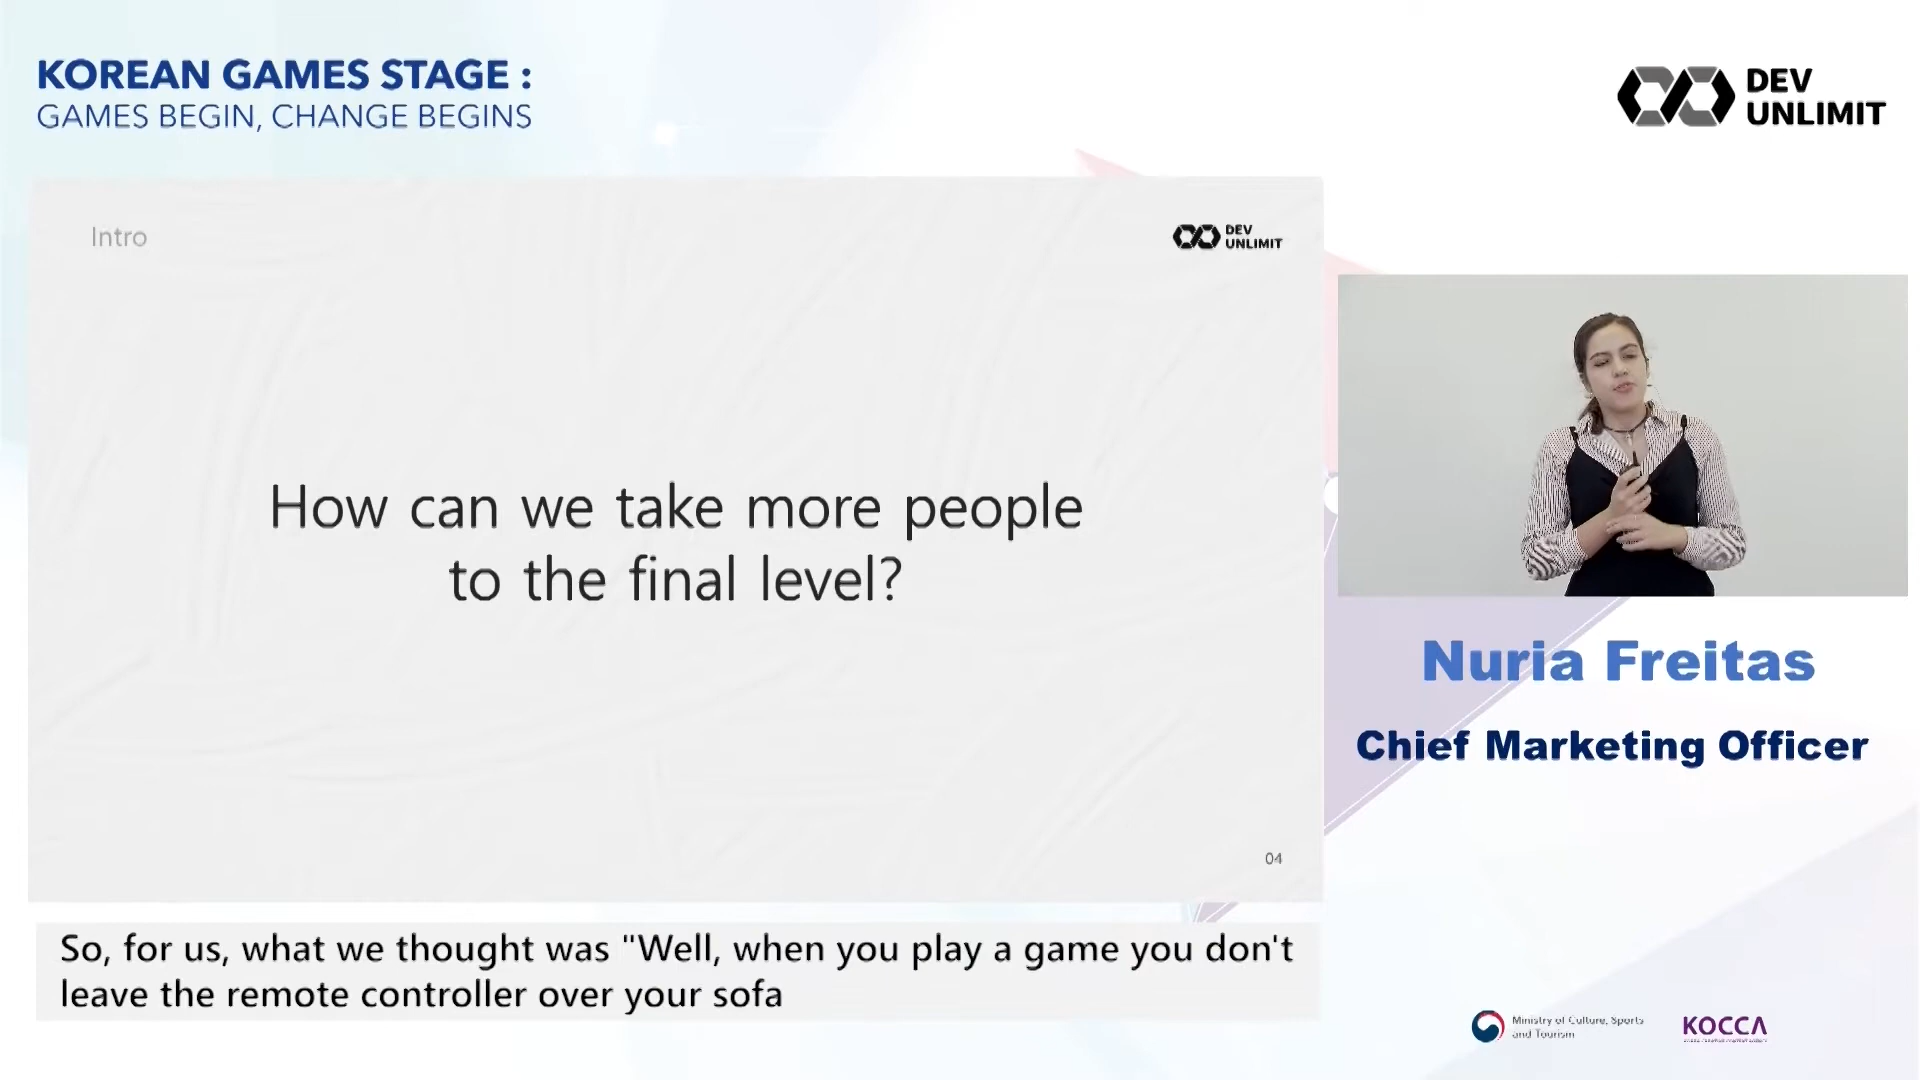 KOREAN GAMES STAGE :
GAMES BEGIN, CHANGE BEGINS
DEV
UNLIMIT
Intro
DEV
UNLIMIT
How can we take more people
to the final level?
04
Nuria Freitas
Chief Marketing Officer
So, for us, what we thought was "Well, when you play a game you don't
leave the remote controller over your sofa
Ministry of Culture, Sports
and Tourism
KOCCA